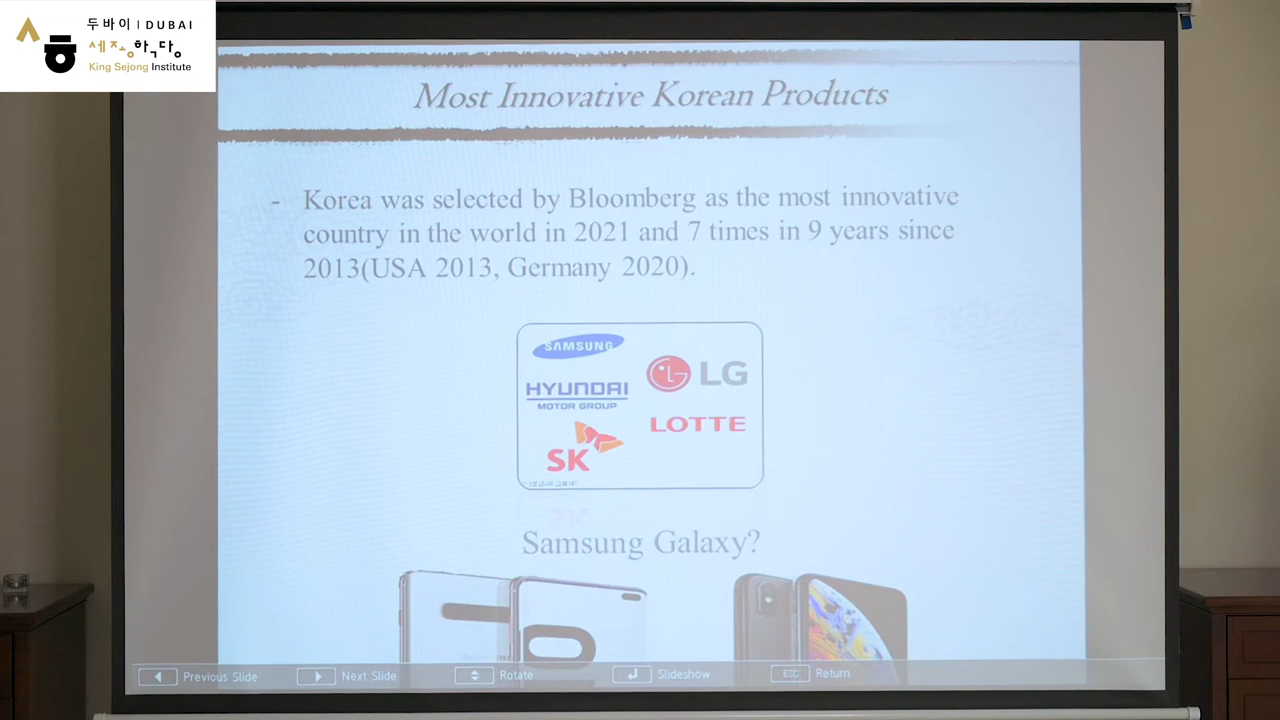 두바이 | DUBAI
세종학당
King Sejong Institute
Most Innovative Korean Products
- Korea was selected by Bloomberg as the most innovative
country in the world in 2021 and 7 times in 9 years since
2013(USA 2013, Germany 2020).
SAMSUNG
HYUNDAI
MOTOR GROUP
SK
LG
LOTTE
Samsung Galaxy?
Previous Slide
Next Slide
Rotate
Slideshow
ESC Return